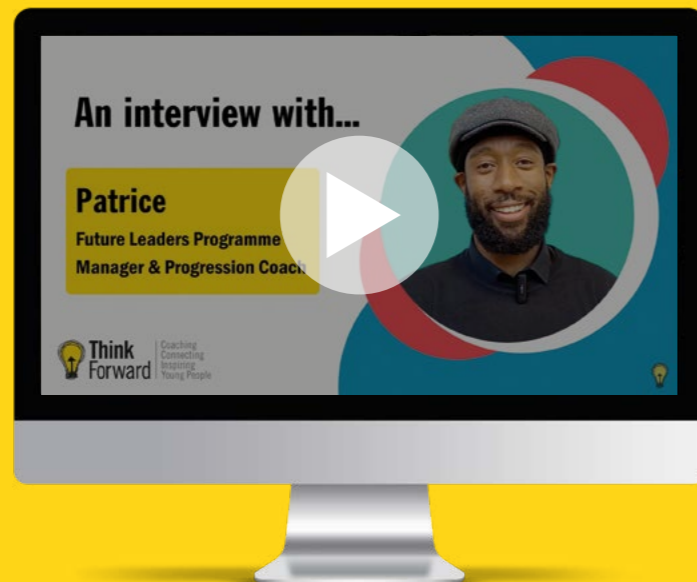 An interview with...
Patrice
Future Leaders Programme
Manager & Progression Coach
Think
Forward
Coaching
Connecting
Inspiring
Young People